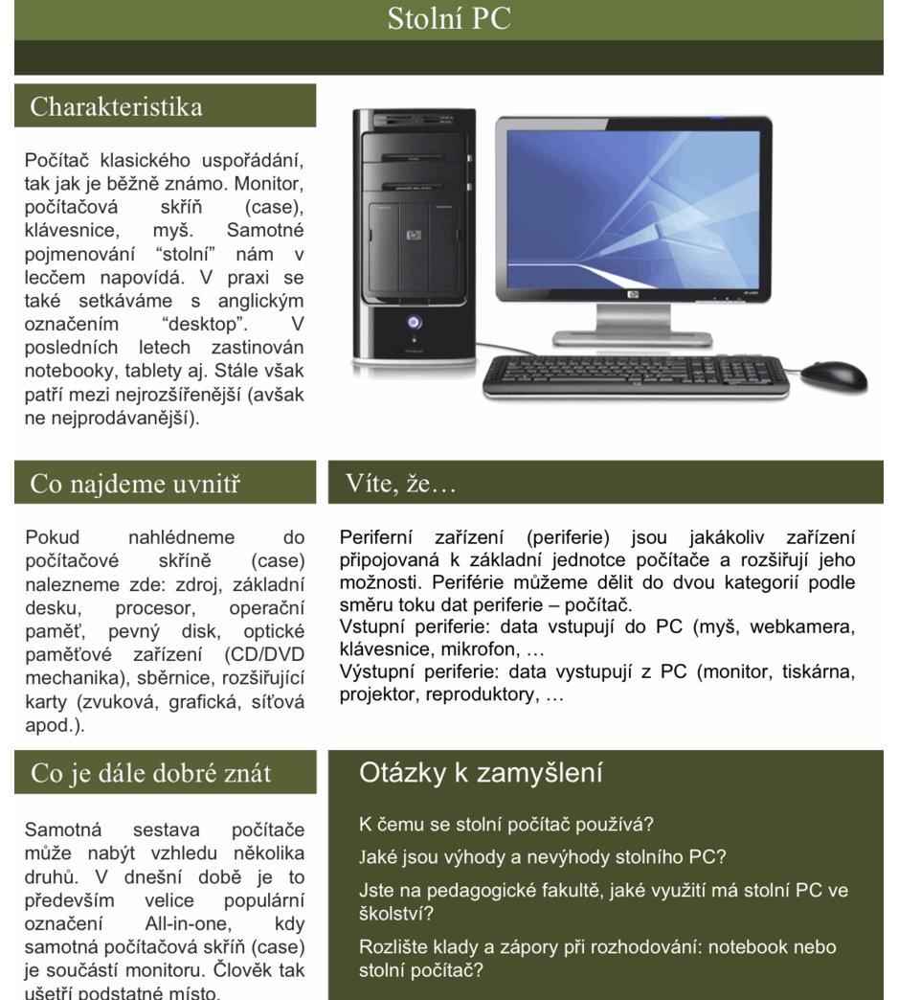 Stolní PC
Charakteristika
Počítač klasického uspořádání,
tak jak je běžně známo. Monitor,
počítačová skříň (case),
klávesnice, myš. Samotné
pojmenování “stolní” nám v
lecčem napovídá. V praxi se
také setkáváme s anglickým
označením “desktop”. V
posledních letech zastinován
notebooky, tablety aj. Stále však
patří mezi nejrozšířenější (avšak
ne nejprodávanější).
Co najdeme uvnitř
Pokud nahlédneme do
počítačové skříně (case)
nalezneme zde: zdroj, základní
desku, procesor, operační
paměť, pevný disk, optické
paměťové zařízení (CD/DVD
mechanika), sběrnice, rozšiřující
karty (zvuková, grafická, síťová
apod.).
Víte, že…
Periferní zařízení (periferie) jsou jakákoliv zařízení
připojovaná k základní jednotce počítače a rozšiřují jeho
možnosti. Periférie můžeme dělit do dvou kategorií podle
směru toku dat periferie – počítač.
Vstupní periferie: data vstupují do PC (myš, webkamera,
klávesnice, mikrofon, …
Výstupní periferie: data vystupují z PC (monitor, tiskárna,
projektor, reproduktory, …
Co je dále dobré znát
Samotná sestava počítače
může nabýt vzhledu několika
druhů. V dnešní době je to
především velice populární
označení All-in-one, kdy
samotná počítačová skříň (case)
je součástí monitoru. Člověk tak
ušetří podstatné místo.
Otázky k zamyšlení
K čemu se stolní počítač používá?
Jaké jsou výhody a nevýhody stolního PC?
Jste na pedagogické fakultě, jaké využití má stolní PC ve
školství?
Rozlište klady a zápory při rozhodování: notebook nebo
stolní počítač?